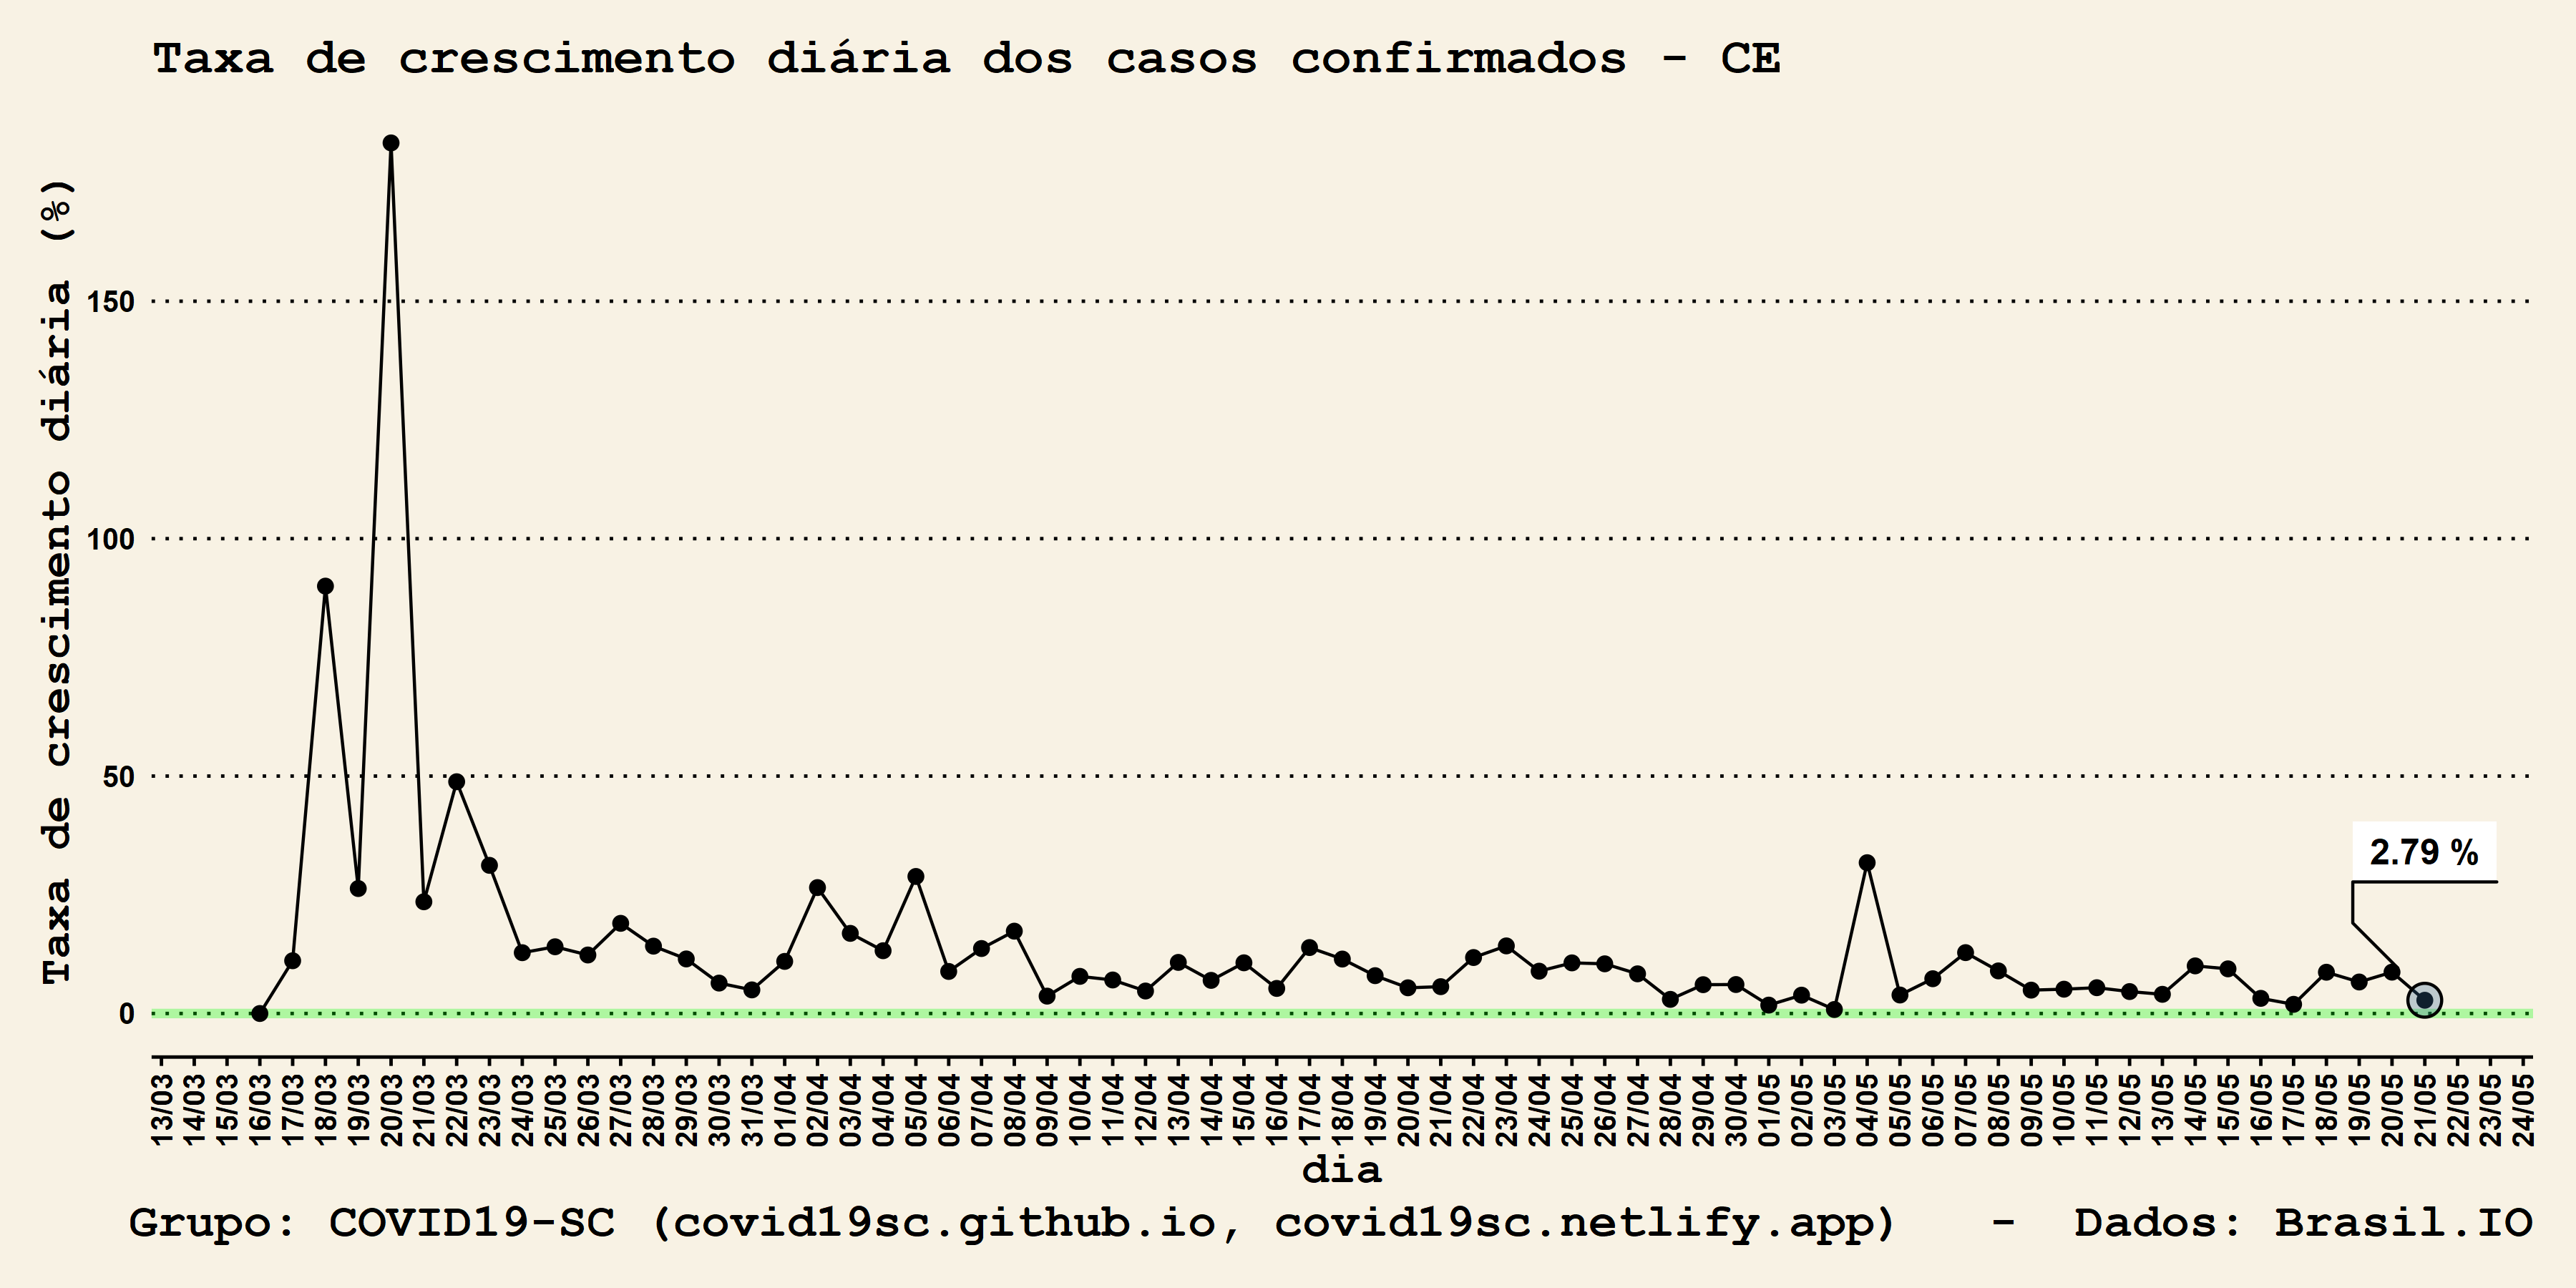 Taxa de crescimento diária dos casos confirmados - CE
Taxa de crescimento diária (%)
150
100
50
0
2.79 %
13/03 14/03 15/03 16/03 17/03 18/03 19/03 20/03 21/03 22/03 23/03 24/03 25/03 26/03 27/03 28/03 29/03 30/03 31/03 01/04 02/04 03/04 04/04 05/04 06/04 07/04 08/04 09/04 10/04 11/04 12/04 13/04 14/04 15/04 16/04 17/04 18/04 19/04 20/04 21/04 22/04 23/04 24/04 25/04 26/04 27/04 28/04 29/04 30/04 01/05 02/05 03/05 04/05 05/05 06/05 07/05 08/05 09/05 10/05 11/05 12/05 13/05 14/05 15/05 16/05 17/05 18/05 19/05 20/05 21/05 22/05 23/05 24/05
dia
Grupo: COVID19-SC (covid19sc.github.io, covid19sc.netlify.app) - Dados: Brasil.IO